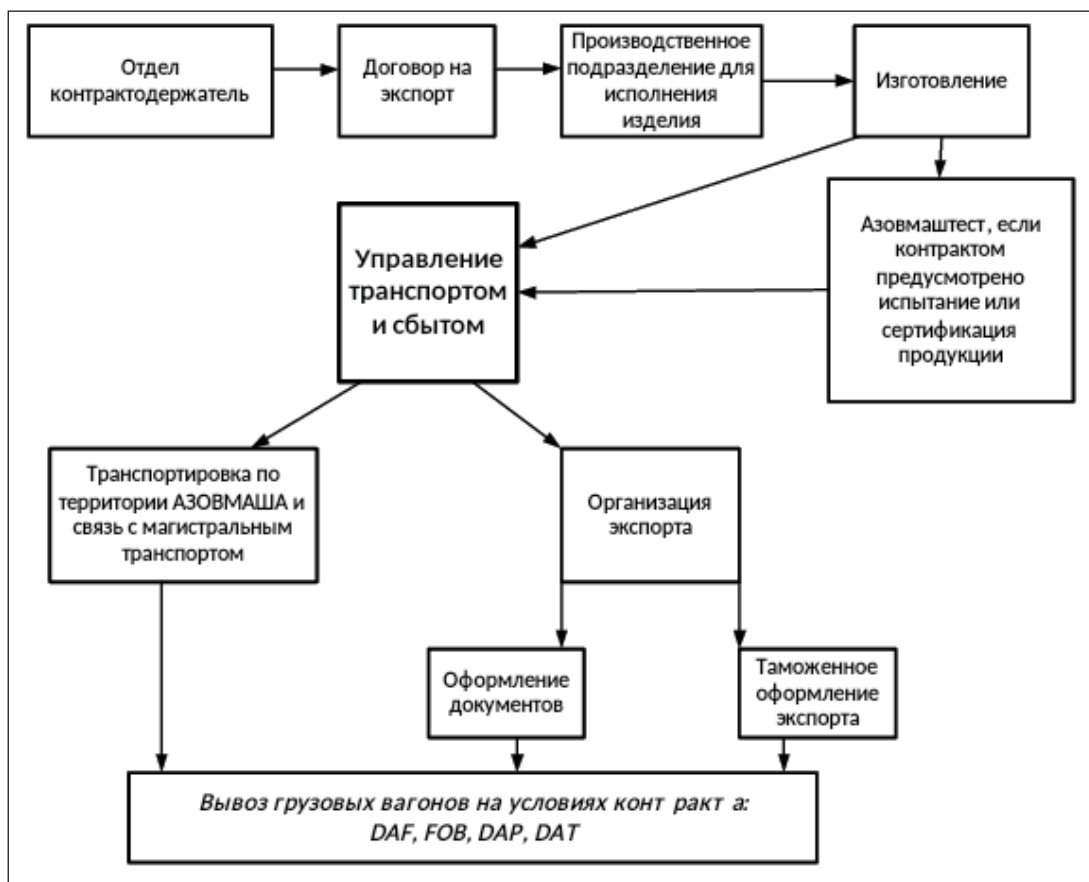 Отдел
контрактодержатель
Договор на
экспорт
Производственное
подразделение для
исполнения
изделия
Изготовление
Управление
транспортом
и сбытом
Азовмаштест, если
контрактом
предусмотрено
испытание или
сертификация
продукции
Транспортировка по
территории АЗОВМАША и
связь с магистральным
транспортом
Организация
экспорта
Оформление
документов
Таможенное
оформление
экспорта
Вывоз грузовых вагонов на условиях конт ракт а:
DAF, FOB, DAP, DAT